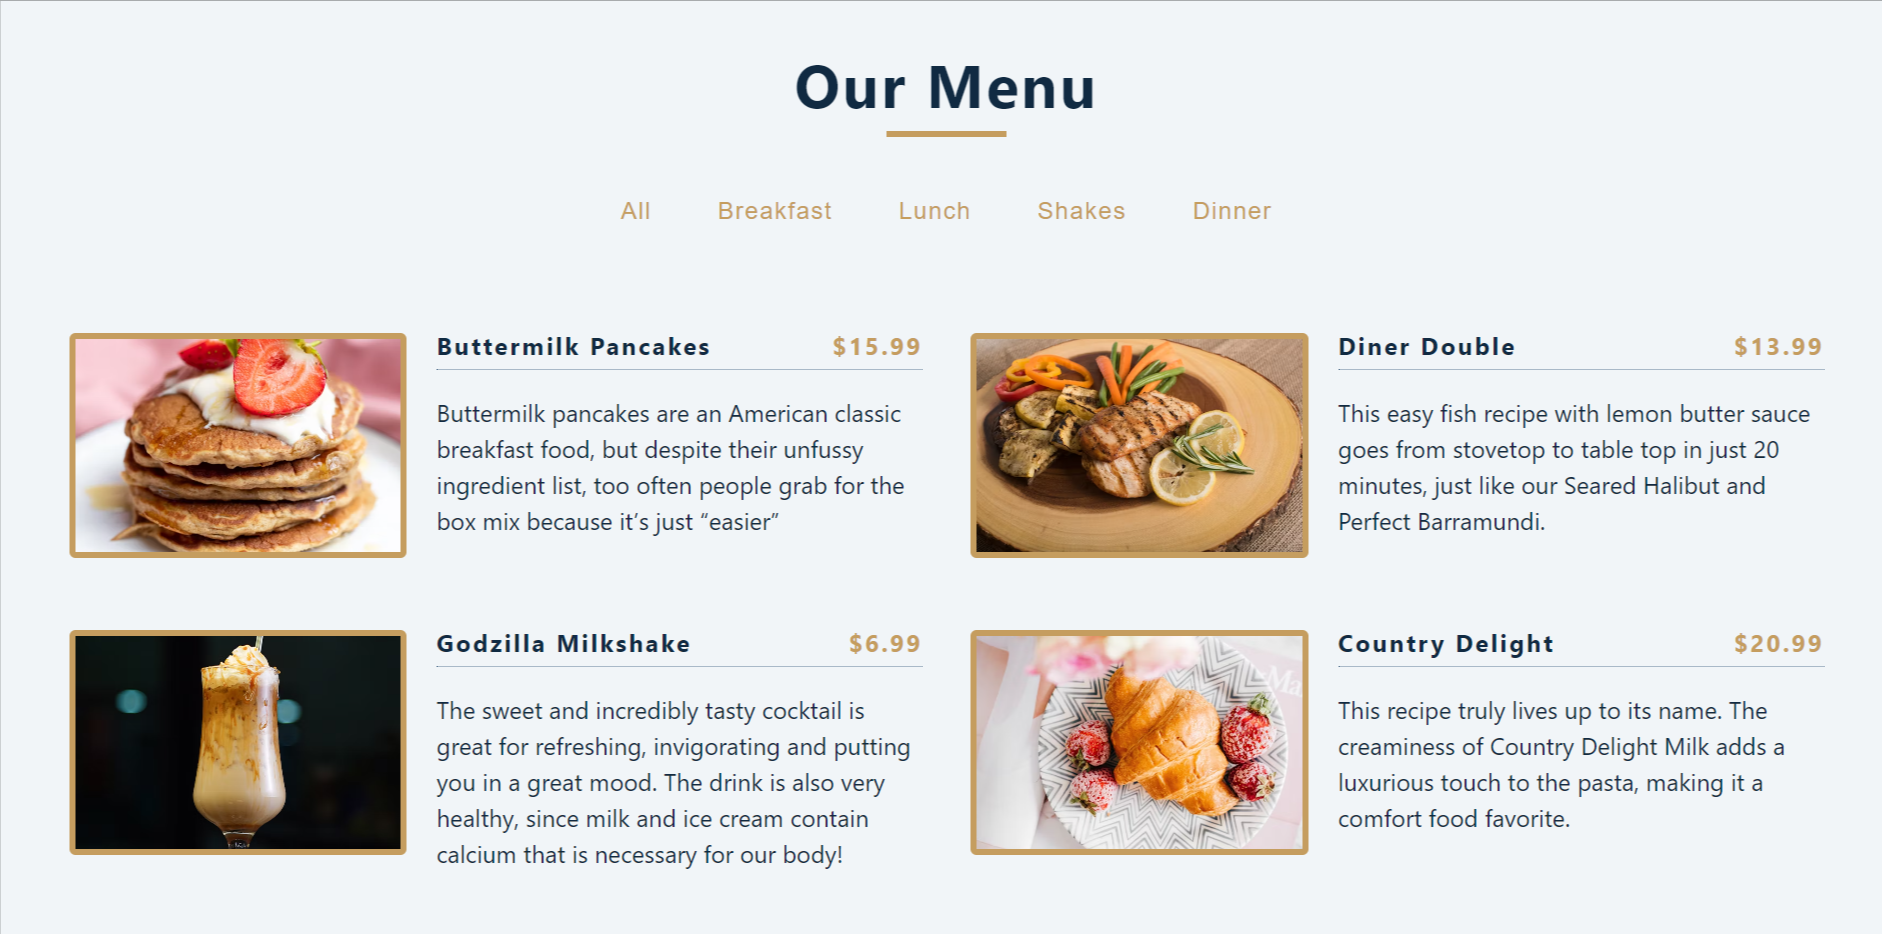 Our Menu
All Breakfast Lunch Shakes Dinner
Buttermilk Pancakes $15.99
Buttermilk pancakes are an American classic
breakfast food, but despite their unfussy
ingredient list, too often people grab for the
box mix because it’s just “easier”
Diner Double $13.99
This easy fish recipe with lemon butter sauce
goes from stovetop to table top in just 20
minutes, just like our Seared Halibut and
Perfect Barramundi.
Godzilla Milkshake $6.99
The sweet and incredibly tasty cocktail is
great for refreshing, invigorating and putting
you in a great mood. The drink is also very
healthy, since milk and ice cream contain
calcium that is necessary for our body!
Ma
Country Delight $20.99
This recipe truly lives up to its name. The
creaminess of Country Delight Milk adds a
luxurious touch to the pasta, making it a
comfort food favorite.